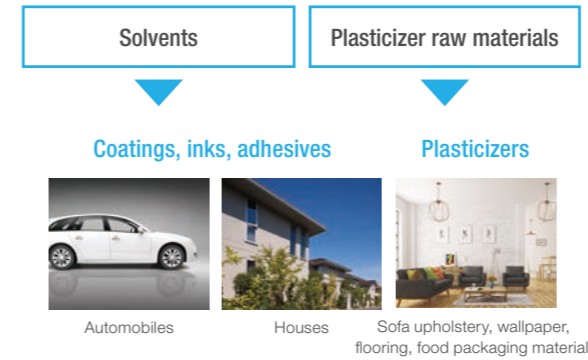 Solvents
Plasticizer raw materials
Coatings, inks, adhesives
Plasticizers
Automobiles
Houses
Sofa upholstery, wallpaper,
flooring, food packaging material